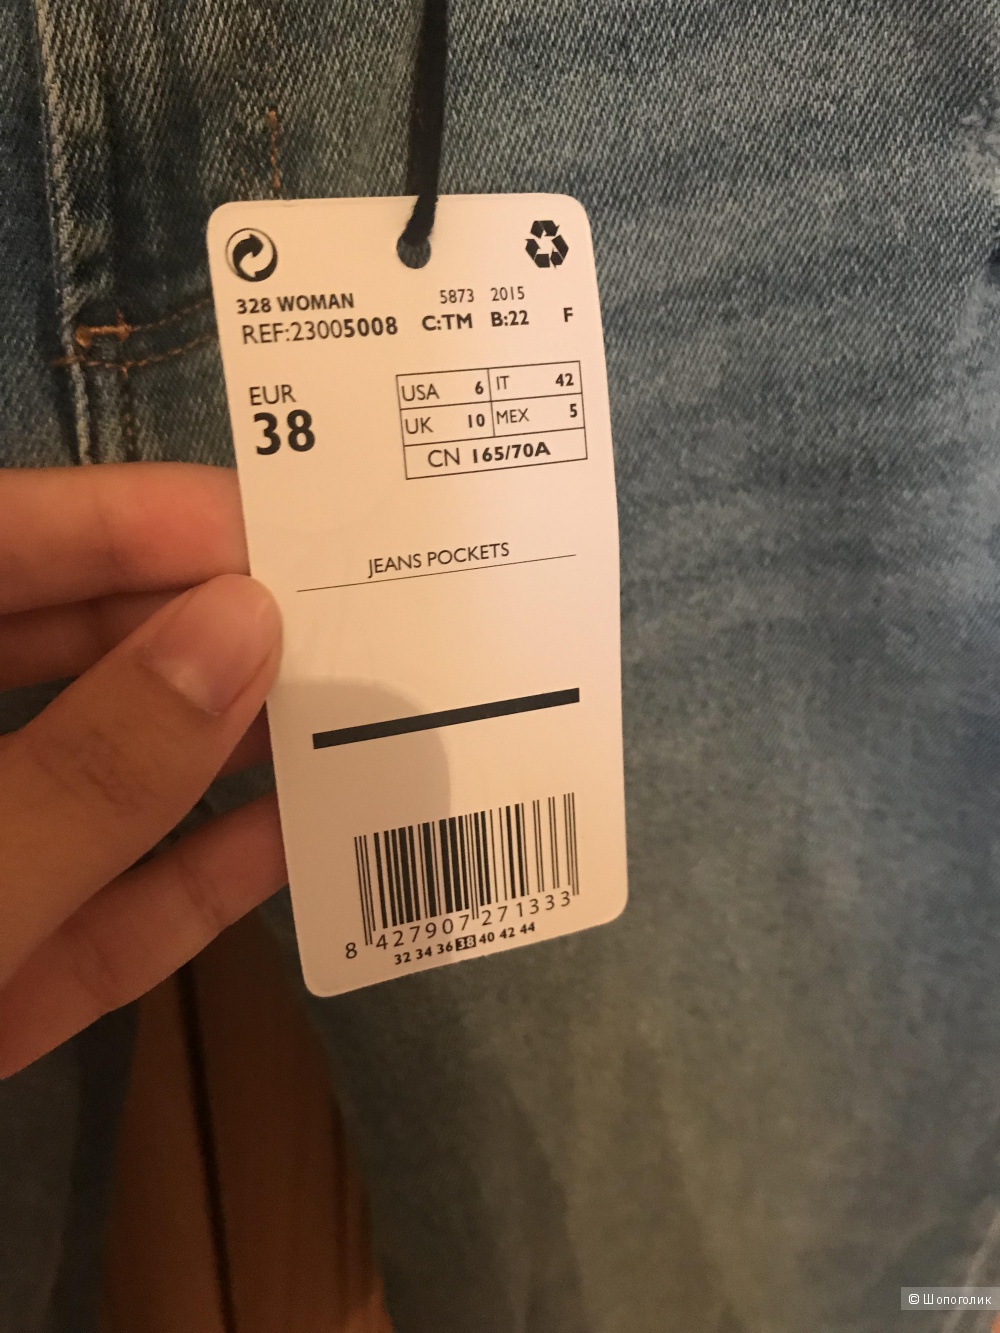 328 WOMAN 5873 2015
REF:23005008 C:TM B:22 F
EUR
38
USA 6 IT 42
UK 10 MEX 5
CN 165/70A
JEANS POCKETS
8 427907 271333
32 34 36 38 40 42 44
© Шопоголик